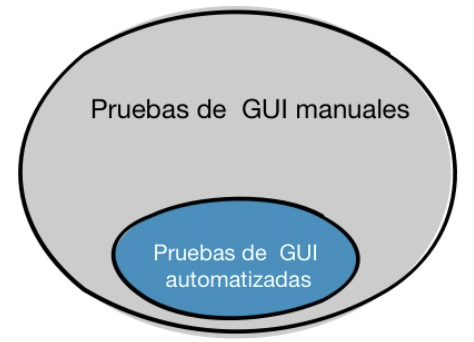 Pruebas de GUI manuales
Pruebas de GUI
automatizadas